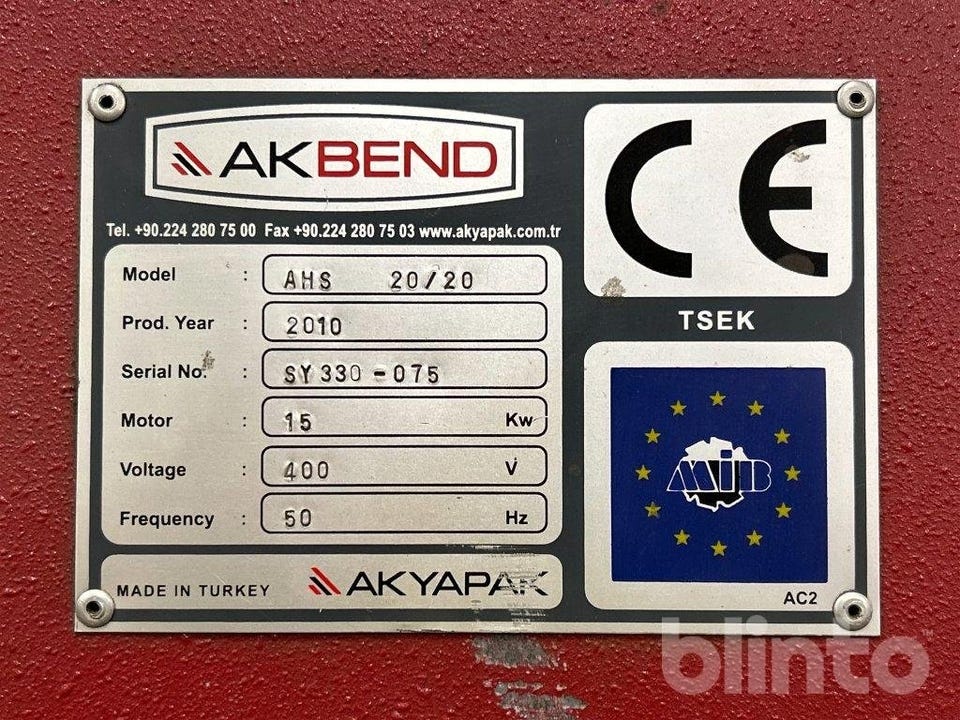 AKBEND
Tel. +90.224 280 75 00 Fax +90.224 280 75 03 www.akyapak.com.tr
Model : AHS 20/20
Prod. Year : 2010
Serial No. : SY330-075
Motor : 15 Kw
Voltage : 400 V
Frequency : 50 Hz
MADE IN TURKEY AKYAPAK
CE
TSEK
MİB
AC2
blinto™